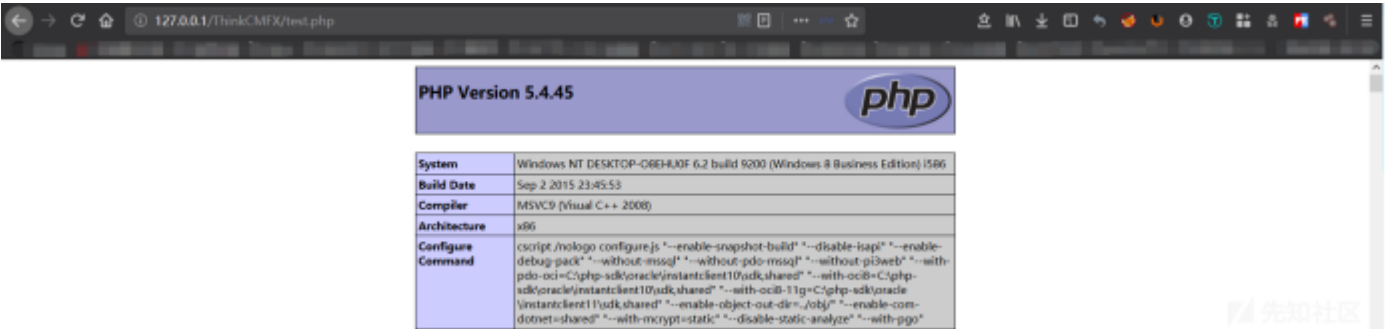 127.0.0.1/ThinkCMFX/test.php
PHP Version 5.4.45
php
System Windows NT DESKTOP-O8EHU0F 6.2 build 9200 (Windows 8 Business Edition) i586
Build Date Sep 2 2015 23:45:53
Compiler MSVC9 (Visual C++ 2008)
Architecture x86
Configure Command cscript /nologo configure.js "--enable-snapshot-build" "--disable-isapi" "--enable-
debug-pack" "--without-mssql" "--without-pdo-mssql" "--without-pi3web" "--with-
pdo-oci=C:\php-sdk\oracle\instantclient10\sdk,shared" "--with-oci8=C:\php-
sdk\oracle\instantclient10\sdk,shared" "--with-oci8-11g=C:\php-sdk\oracle
\instantclient11\sdk,shared" "--enable-object-out-dir=../obj/" "--enable-com-
dotnet=shared" "--with-mcrypt=static" "--disable-static-analyze" "--with-pgo"
先知社区